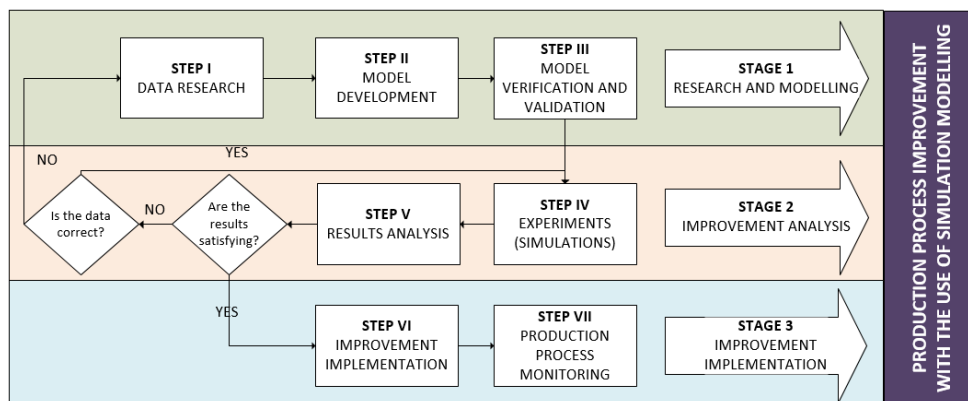 STEP I
DATA RESEARCH
STEP II
MODEL
DEVELOPMENT
STEP III
MODEL
VERIFICATION AND
VALIDATION
STAGE 1
RESEARCH AND MODELLING
NO
YES
Is the data
correct?
NO
Are the
results
satisfying?
STEP V
RESULTS ANALYSIS
STEP IV
EXPERIMENTS
(SIMULATIONS)
STAGE 2
IMPROVEMENT ANALYSIS
YES
STEP VI
IMPROVEMENT
IMPLEMENTATION
STEP VII
PRODUCTION
PROCESS
MONITORING
STAGE 3
IMPROVEMENT
IMPLEMENTATION
PRODUCTION PROCESS IMPROVEMENT
WITH THE USE OF SIMULATION MODELLING